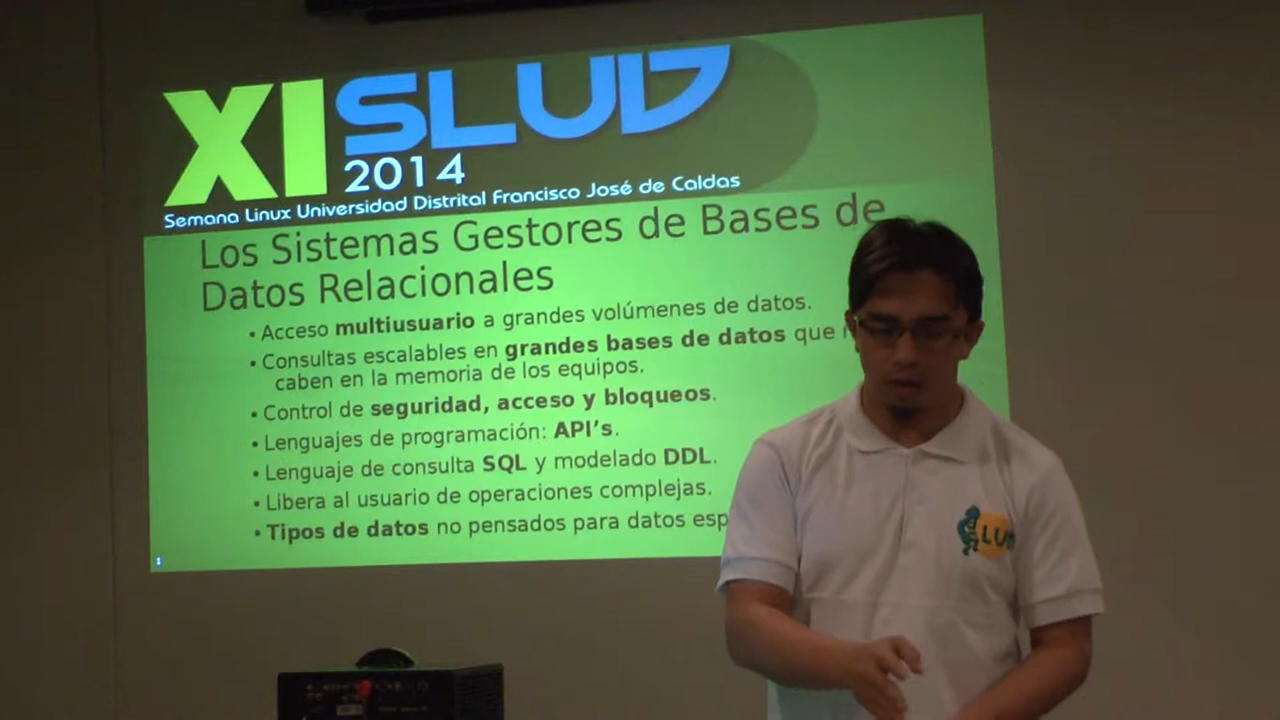 XI SLUD
2014
Semana Linux Universidad Distrital Francisco José de Caldas
Los Sistemas Gestores de Bases de
Datos Relacionales
• Acceso multiusuario a grandes volúmenes de datos.
• Consultas escalables en grandes bases de datos que
caben en la memoria de los equipos.
• Control de seguridad, acceso y bloqueos.
• Lenguajes de programación: API's.
• Lenguaje de consulta SQL y modelado DDL.
• Libera al usuario de operaciones complejas.
• Tipos de datos no pensados para datos esp
LU